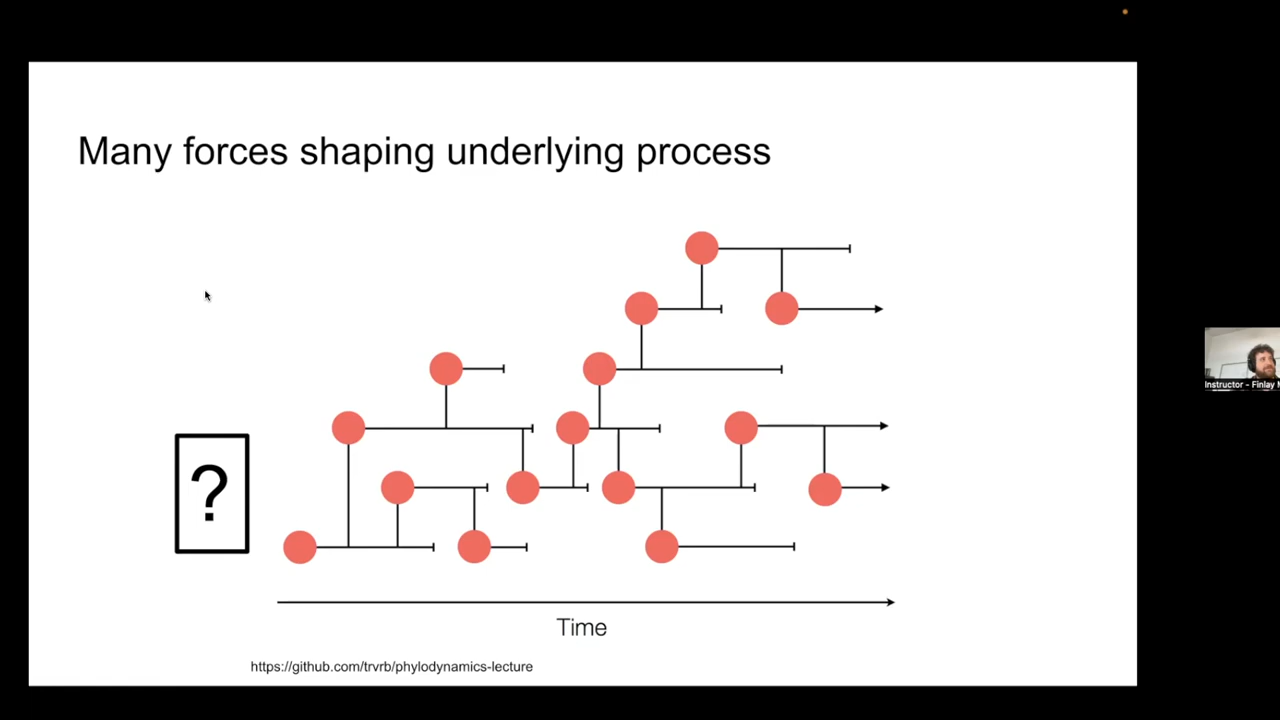 Many forces shaping underlying process
?
Time
https://github.com/trvrb/phylodynamics-lecture
Instructor - Finlay